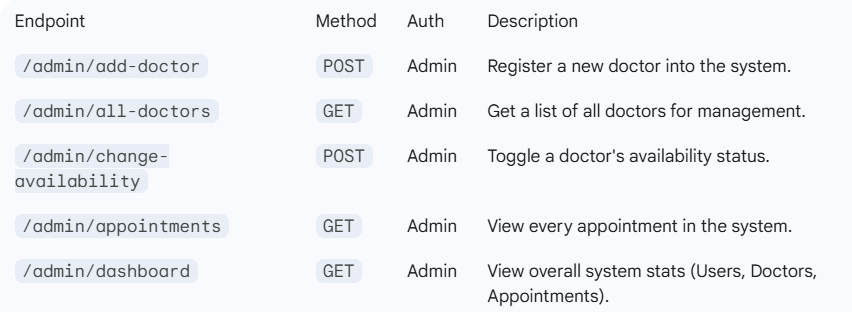 Endpoint Method Auth Description
/admin/add-doctor POST Admin Register a new doctor into the system.
/admin/all-doctors GET Admin Get a list of all doctors for management.
/admin/change- POST Admin Toggle a doctor's availability status.
availability
/admin/appointments GET Admin View every appointment in the system.
/admin/dashboard GET Admin View overall system stats (Users, Doctors,
Appointments).